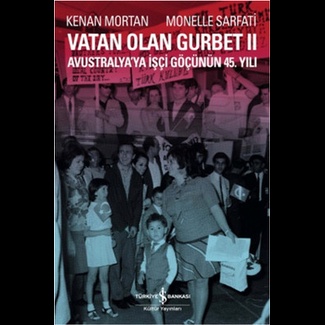 KENAN MORTAN MONELLE SARFATI
VATAN OLAN GURBET II
AVUSTRALYA'YA İŞÇİ GÖÇÜNÜN 45. YILI
TÜRKİYE İŞ BANKASI
Kültür Yayınları